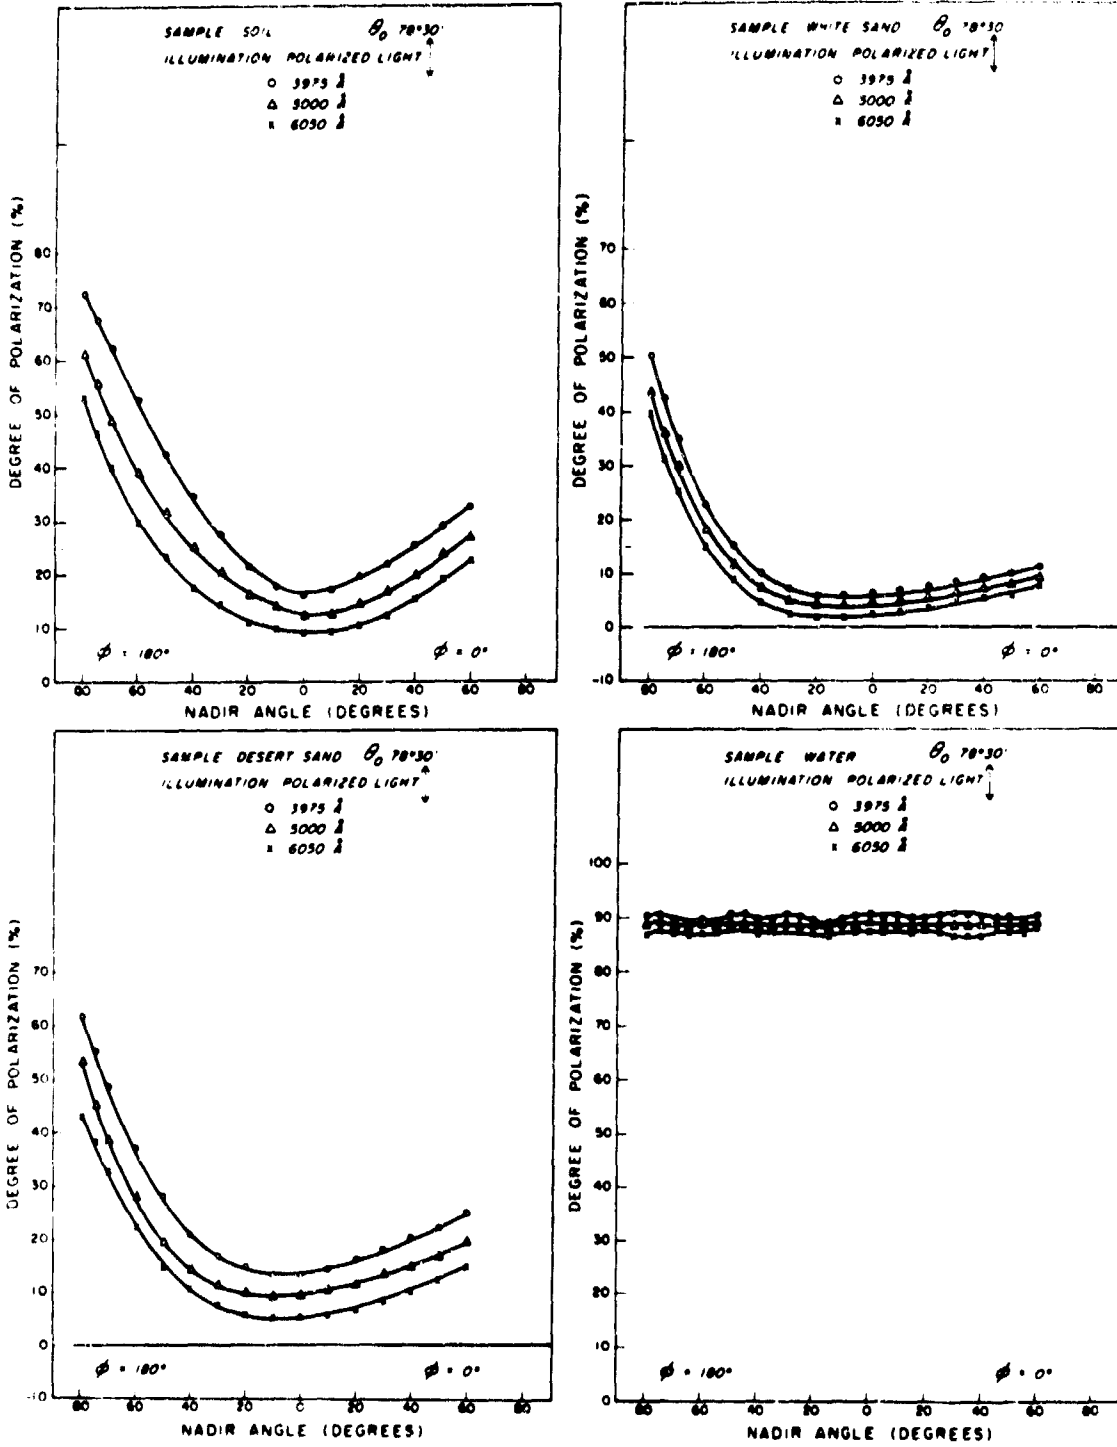 SAMPLE SOIL θ₀ 78°30'
ILLUMINATION POLARIZED LIGHT
○ 3975 Å
△ 5000 Å
x 6050 Å
DEGREE OF POLARIZATION (%)
80
70
60
50
40
30
20
10
0
ϕ = 180°
ϕ = 0°
80 60 40 20 0 20 40 60 80
NADIR ANGLE (DEGREES)
SAMPLE WHITE SAND θ₀ 78°30'
ILLUMINATION POLARIZED LIGHT
○ 3975 Å
△ 5000 Å
x 6050 Å
DEGREE OF POLARIZATION (%)
70
60
50
40
30
20
10
0
-10
ϕ = 180°
ϕ = 0°
80 60 40 20 0 20 40 60 80
NADIR ANGLE (DEGREES)
SAMPLE DESERT SAND θ₀ 78°30'
ILLUMINATION POLARIZED LIGHT
○ 3975 Å
△ 5000 Å
x 6050 Å
DEGREE OF POLARIZATION (%)
70
60
50
40
30
20
10
0
-10
ϕ = 180°
ϕ = 0°
80 60 40 20 0 20 40 60 80
NADIR ANGLE (DEGREES)
SAMPLE WATER θ₀ 78°30'
ILLUMINATION POLARIZED LIGHT
○ 3975 Å
△ 5000 Å
x 6050 Å
DEGREE OF POLARIZATION (%)
100
90
80
70
60
50
40
30
20
10
0
ϕ = 180°
ϕ = 0°
80 60 40 20 0 20 40 60 80
NADIR ANGLE (DEGREES)